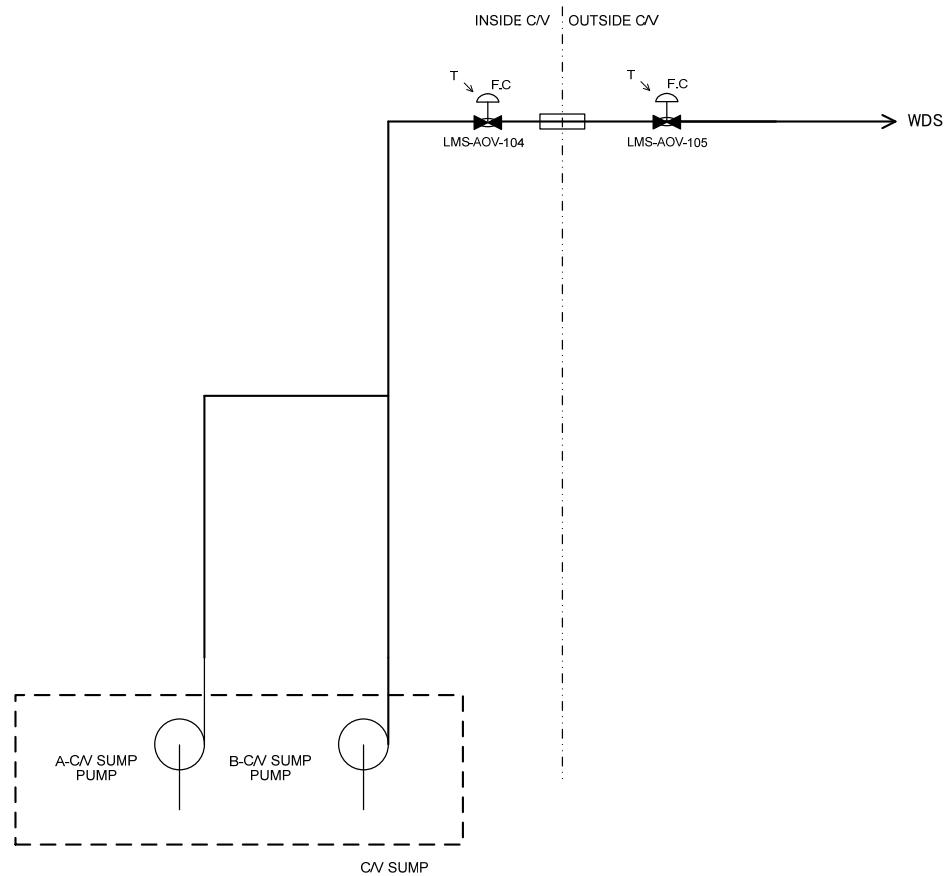 INSIDE C/V
OUTSIDE C/V
T
F.C
T
F.C
WDS
LMS-AOV-104
LMS-AOV-105
A-C/V SUMP
PUMP
B-C/V SUMP
PUMP
C/V SUMP